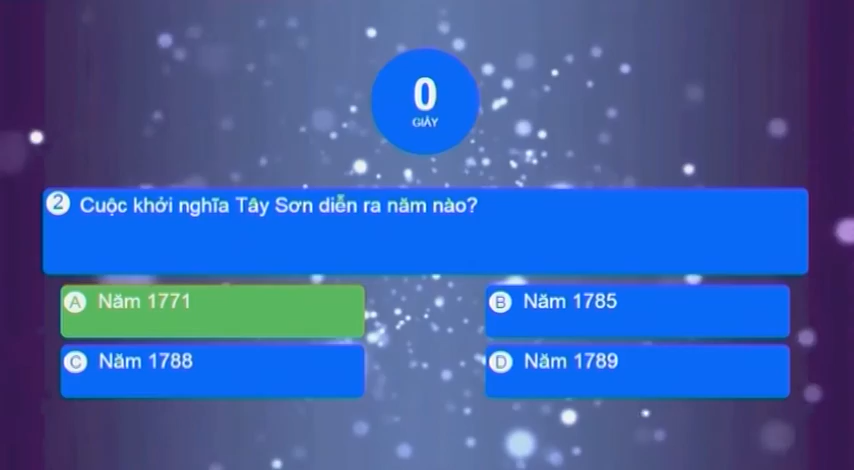 0
GIÂY
2 Cuộc khởi nghĩa Tây Sơn diễn ra năm nào?
A Năm 1771
B Năm 1785
C Năm 1788
D Năm 1789